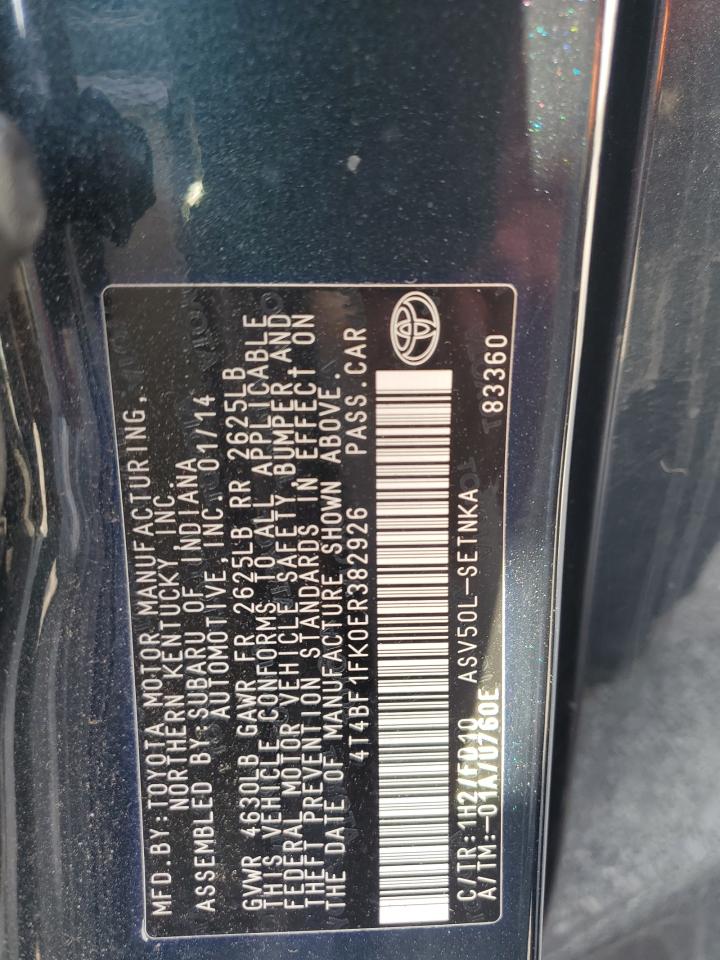 MFD.BY:TOYOTA MOTOR MANUFACTURING,
NORTHERN KENTUCKY INC.
ASSEMBLED BY:SUBARU OF INDIANA
AUTOMOTIVE, INC 01/14
GVWR 4630LB GAWR FR 2625LB RR 2625LB
THIS VEHICLE CONFORMS TO ALL APPLICABLE
FEDERAL MOTOR VEHICLE SAFETY BUMPER, AND
THEFT PREVENTION STANDARDS IN EFFECT ON
THE DATE OF MANUFACTURE SHOWN ABOVE.
4T4BF1FK0ER382926 PASS.CAR
C/TR:1H2/FD10 ASV50L-SETNKA
A/TM:-01A/U760E 83360